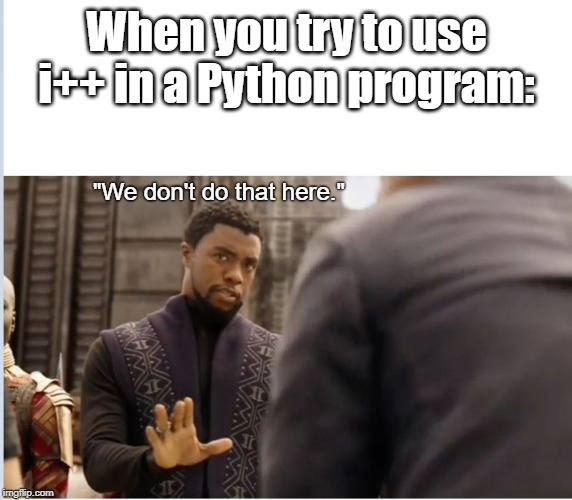 When you try to use
i++ in a Python program:
"We don't do that here."
imgflip.com